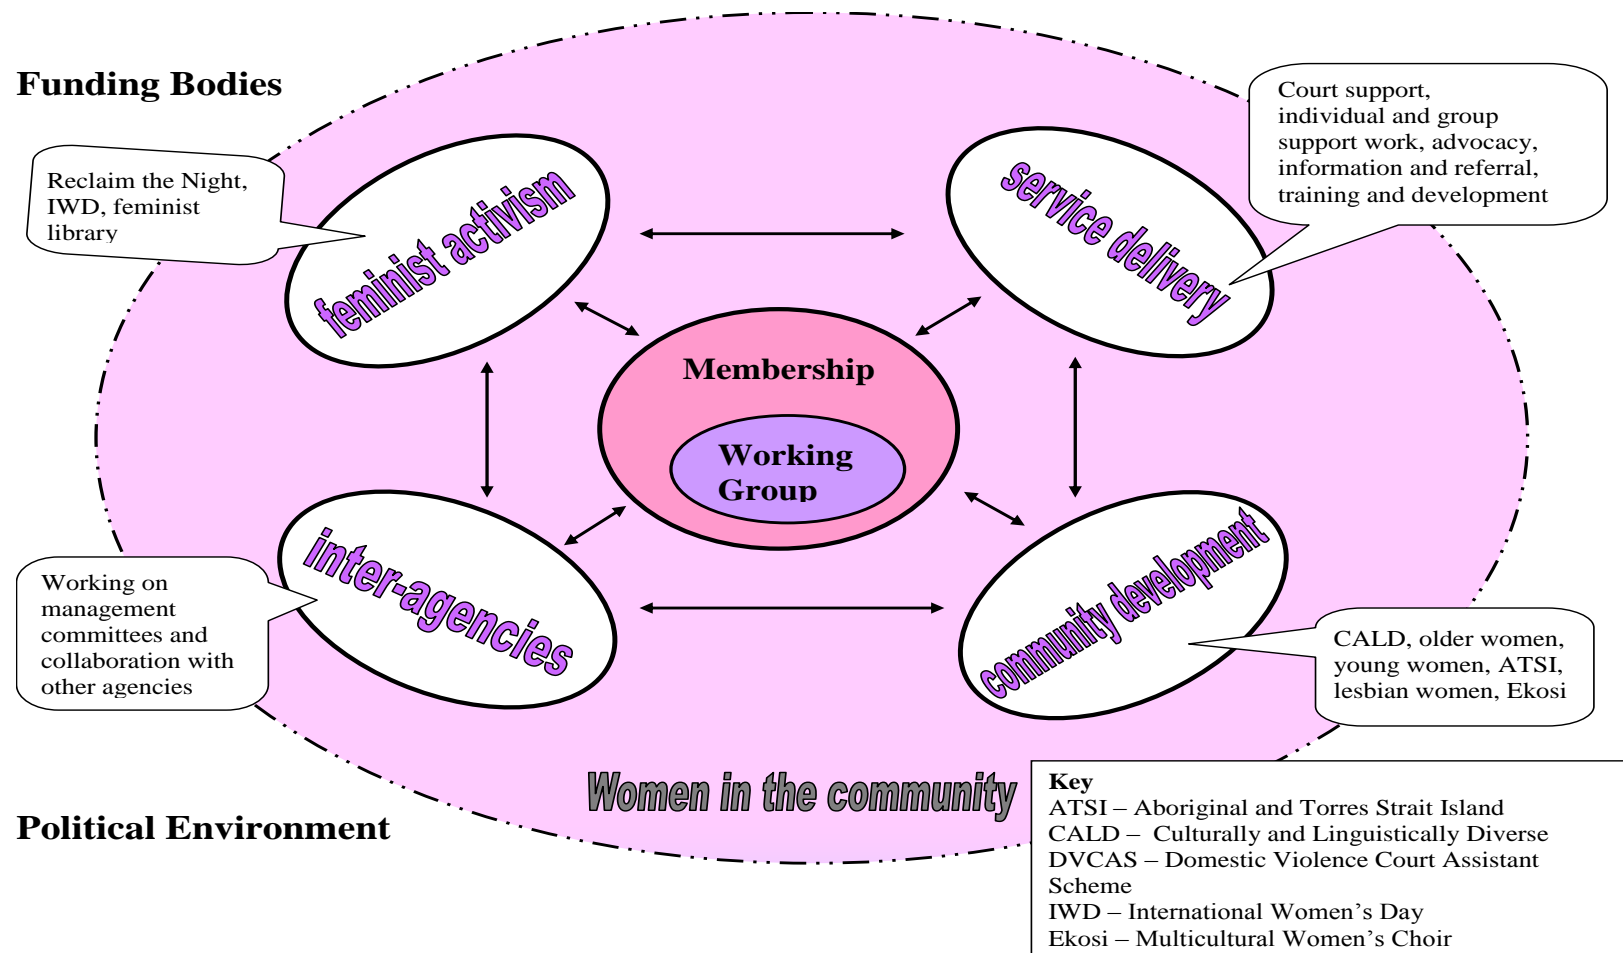 Funding Bodies
Court support,
individual and group
support work, advocacy,
information and referral,
training and development
Reclaim the Night,
IWD, feminist
library
feminist activism
service delivery
Membership
Working
Group
inter-agencies
community development
Working on
management
committees and
collaboration with
other agencies
CALD, older women,
young women, ATSI,
lesbian women, Ekosi
Women in the community
Political Environment
Key
ATSI – Aboriginal and Torres Strait Island
CALD –  Culturally and Linguistically Diverse
DVCAS – Domestic Violence Court Assistant
Scheme
IWD – International Women’s Day
Ekosi – Multicultural Women’s Choir